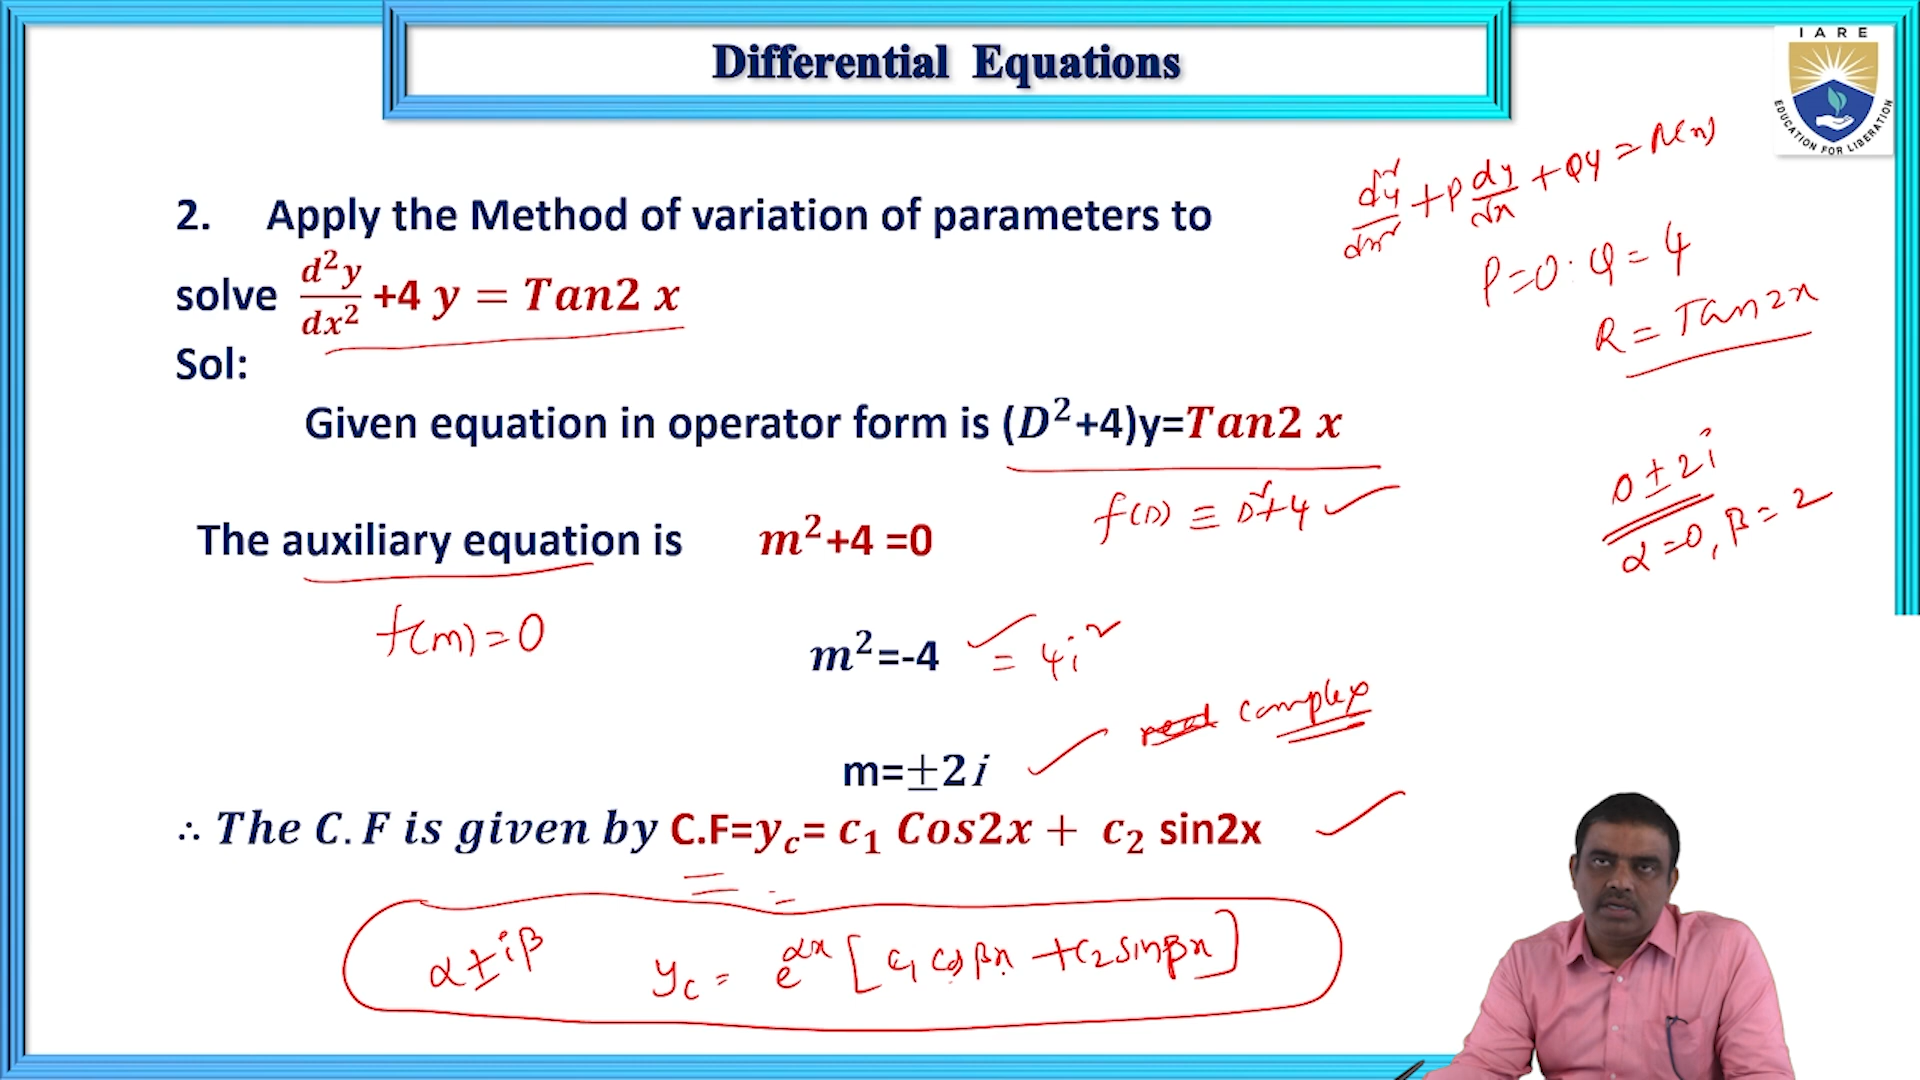 Differential Equations
I A R E
EDUCATION FOR LIBERATION
d²y/dx² + P dy/dx + Qy = R(x)
2. Apply the Method of variation of parameters to
P=0. Q=4
solve d²y/dx² +4 y = Tan2 x
R = Tan2x
Sol:
Given equation in operator form is (D²+4)y=Tan2 x
0 ± 2i
f(D) ≡ D²+4 ✓
α=0, β=2
The auxiliary equation is m²+4 =0
f(m)=0
m²=-4 ✓ = 4i²
real complex
m=±2i ✓
∴ The C.F is given by C.F=y_c= c₁ Cos2x + c₂ sin2x ✓
α ± iβ y_c = e^αx [c₁ cos βx + c₂ sin βx]